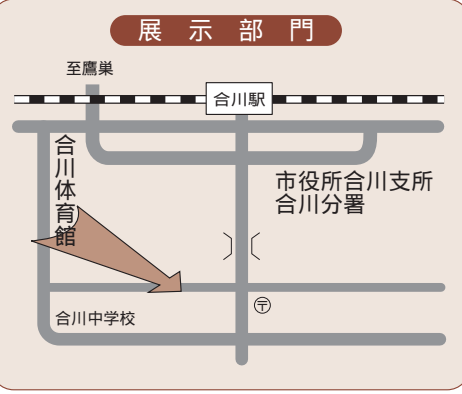 展示部門
至鷹巣
合川駅
合川体育館
市役所合川支所
合川分署
〒
合川中学校